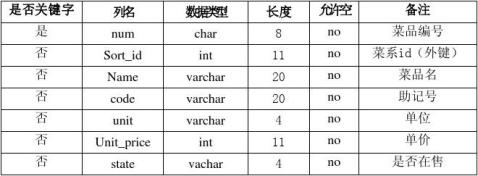 是否关键字 列名 数据类型 长度 允许空 备注
是 num char 8 no 菜品编号
否 Sort_id int 11 no 菜系id（外键）
否 Name varchar 20 no 菜品名
否 code varchar 20 no 助记号
否 unit varchar 4 no 单位
否 Unit_price int 11 no 单价
否 state vachar 4 no 是否在售